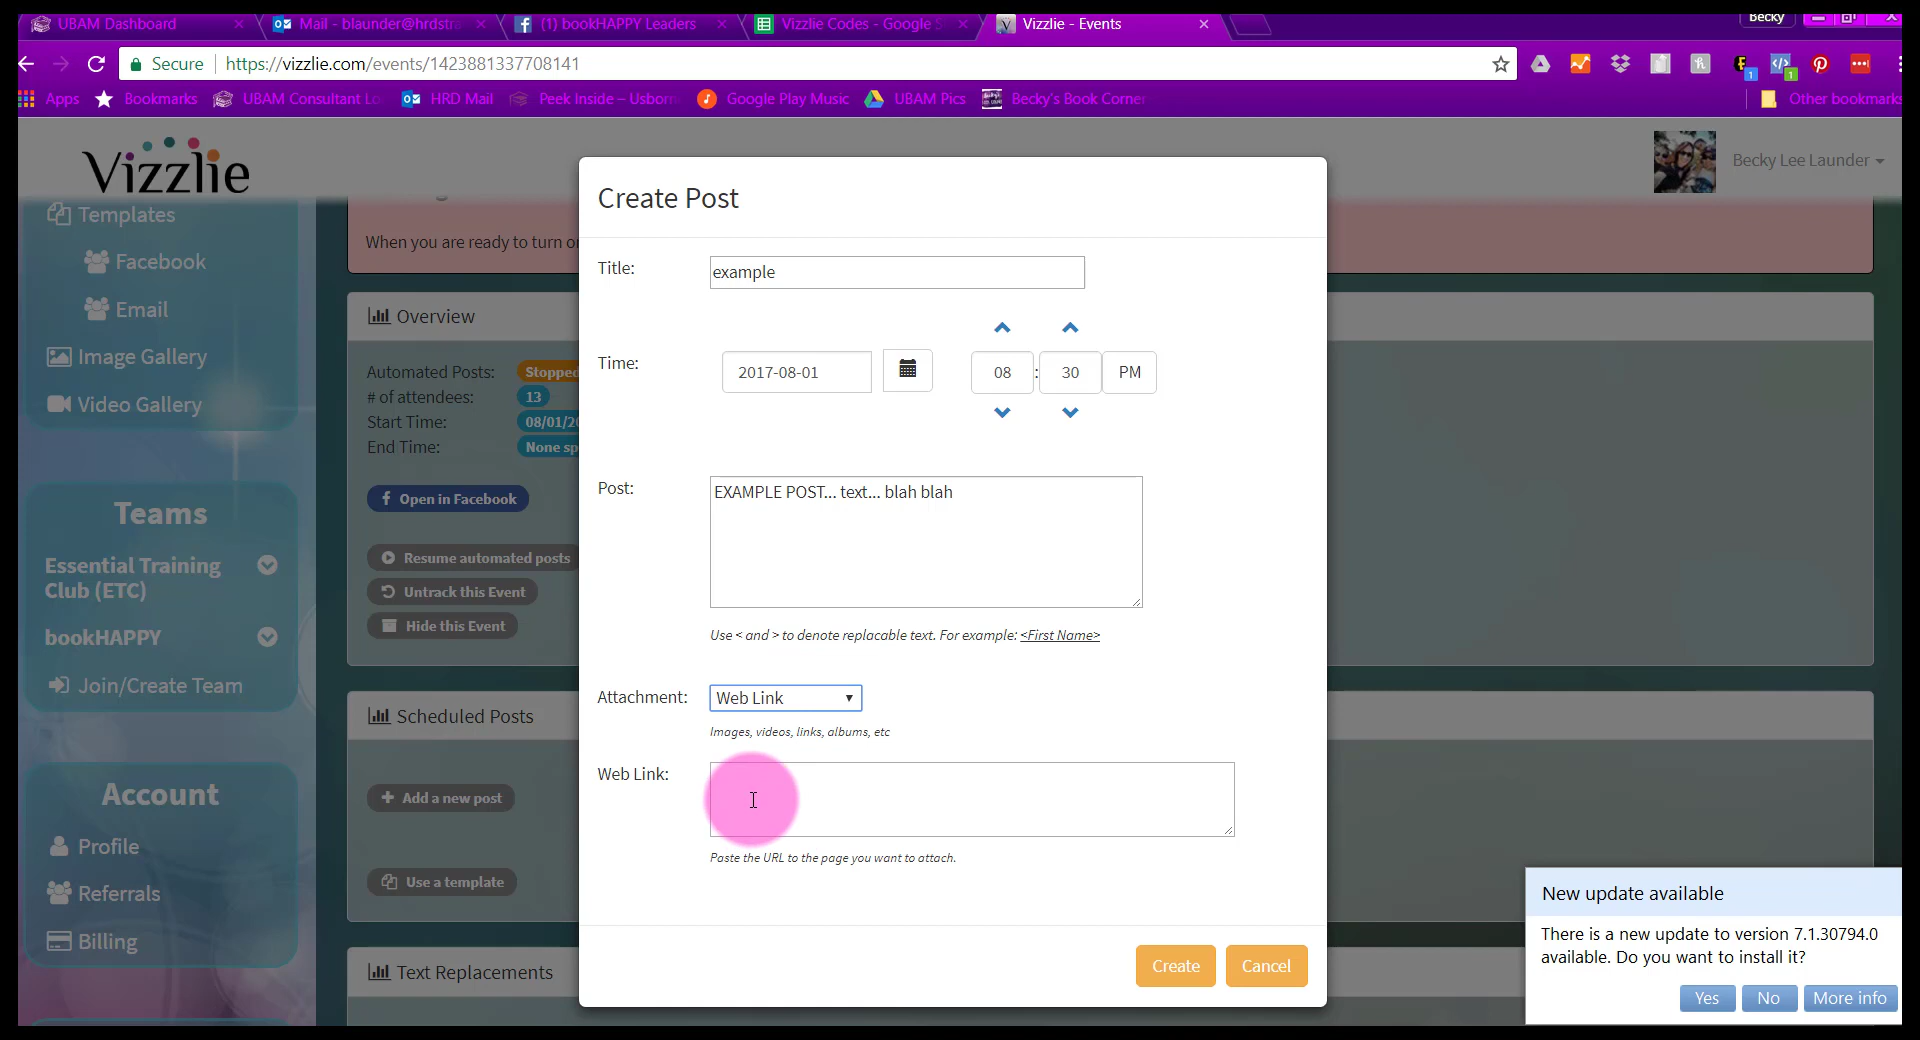 UBAM Dashboard
Mail - blaunder@hrdstra
(1) bookHAPPY Leaders
Vizzlie Codes - Google S
Vizzlie - Events
Becky
Secure
https://vizzlie.com/events/1423881337708141
Apps
Bookmarks
UBAM Consultant Lo
HRD Mail
Peek Inside – Usborn
Google Play Music
UBAM Pics
Becky's Book Corner
Other bookmarks
Vizzlie
Becky Lee Launder
Templates
Facebook
Email
Image Gallery
Video Gallery
Teams
Essential Training
Club (ETC)
bookHAPPY
Join/Create Team
Account
Profile
Referrals
Billing
When you are ready to turn o
Overview
Automated Posts:
Stopped
# of attendees:
13
Start Time:
08/01/20
End Time:
None sp
Open in Facebook
Resume automated posts
Untrack this Event
Hide this Event
Scheduled Posts
Add a new post
Use a template
Text Replacements
Create Post
Title:
example
Time:
2017-08-01
08 : 30 PM
Post:
EXAMPLE POST... text... blah blah
Use < and > to denote replacable text. For example: <First Name>
Attachment:
Web Link
Images, videos, links, albums, etc
Web Link:
Paste the URL to the page you want to attach.
Create
Cancel
New update available
There is a new update to version 7.1.30794.0
available. Do you want to install it?
Yes
No
More info